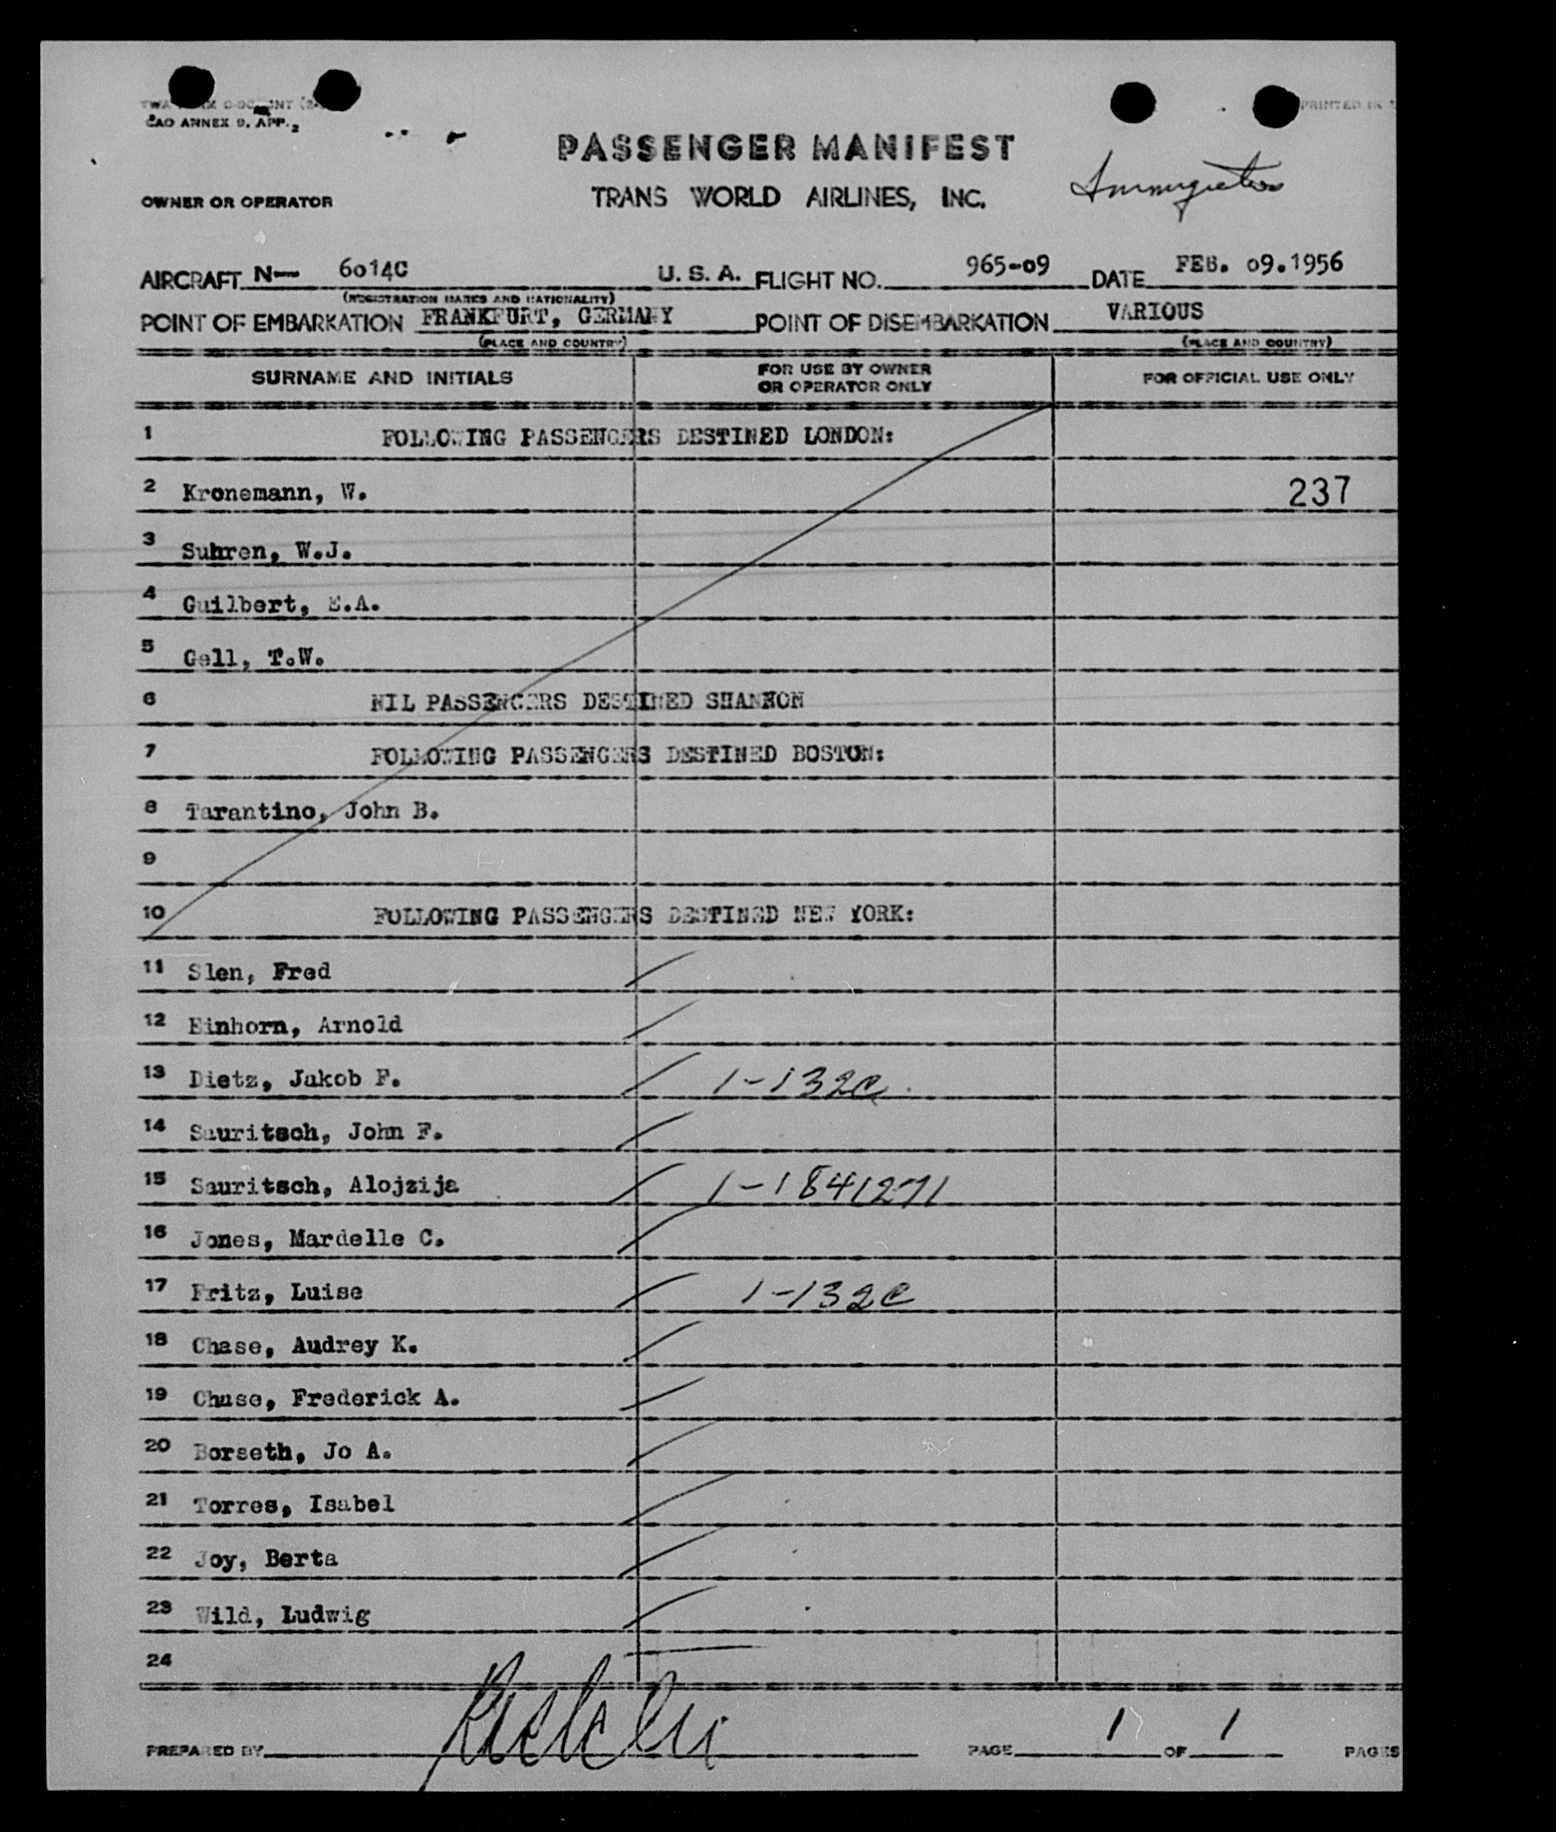 CAO ANNEX 9, APP. 2
PASSENGER MANIFEST
Immigration
OWNER OR OPERATOR TRANS WORLD AIRLINES, INC.
AIRCRAFT N— 6014C U. S. A. FLIGHT NO. 965-09 DATE FEB. 09.1956
(REGISTRATION MARKS AND NATIONALITY)
POINT OF EMBARKATION FRANKFURT, GERMANY POINT OF DISEMBARKATION VARIOUS
(PLACE AND COUNTRY) (PLACE AND COUNTRY)
SURNAME AND INITIALS FOR USE BY OWNER OR OPERATOR ONLY FOR OFFICIAL USE ONLY
1 FOLLOWING PASSENGERS DESTINED LONDON:
2 Kronemann, W. 237
3 Suhren, W.J.
4 Guilbert, E.A.
5 Gell, T.W.
6 NIL PASSENGERS DESTINED SHANNON
7 FOLLOWING PASSENGERS DESTINED BOSTON:
8 Tarantino, John B.
9
10 FOLLOWING PASSENGERS DESTINED NEW YORK:
11 Slen, Fred
12 Einhorn, Arnold
13 Dietz, Jakob F. 1-132c
14 Sauritsch, John F.
15 Sauritsch, Alojzija 1-1841271
16 Jones, Mardelle C.
17 Fritz, Luise 1-132c
18 Chase, Audrey K.
19 Chase, Frederick A.
20 Borseth, Jo A.
21 Torres, Isabel
22 Joy, Berta
23 Wild, Ludwig
24
PREPARED BY PAGE 1 OF 1 PAGES